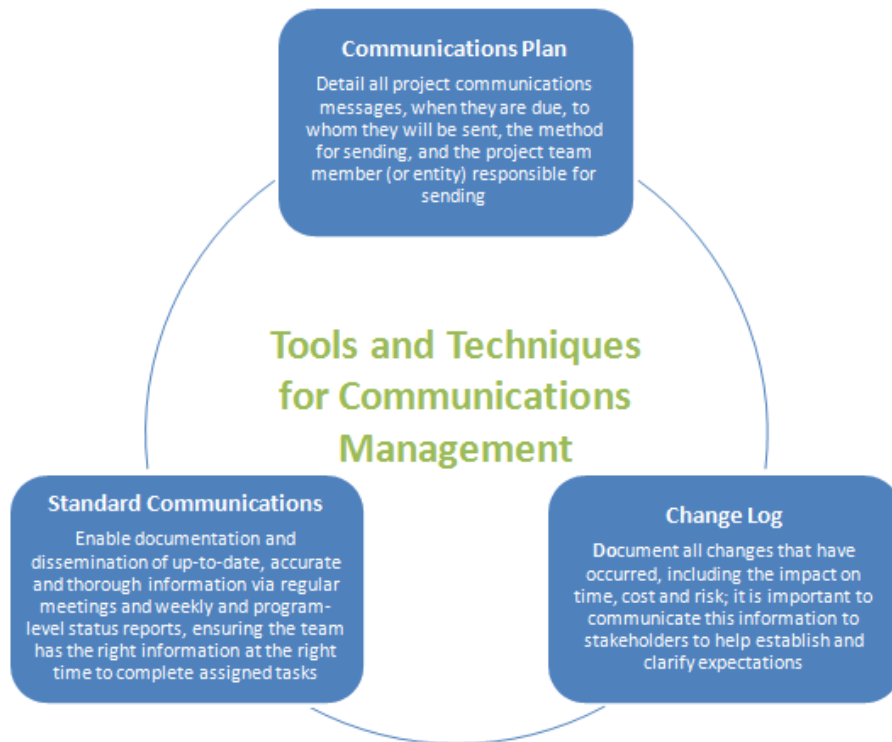 Communications Plan
Detail all project communications
messages, when they are due, to
whom they will be sent, the method
for sending, and the project team
member (or entity) responsible for
sending
Tools and Techniques
for Communications
Management
Standard Communications
Enable documentation and
dissemination of up-to-date, accurate
and thorough information via regular
meetings and weekly and program-
level status reports, ensuring the team
has the right information at the right
time to complete assigned tasks
Change Log
Document all changes that have
occurred, including the impact on
time, cost and risk; it is important to
communicate this information to
stakeholders to help establish and
clarify expectations